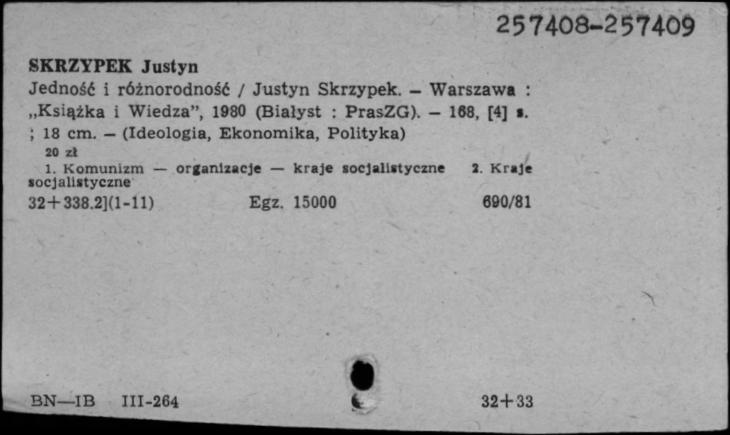 257408-257409
SKRZYPEK Justyn
Jedność i różnorodność / Justyn Skrzypek. — Warszawa :
„Książka i Wiedza”, 1980 (Białyst : PrasZG). — 168, [4] s.
; 18 cm. — (Ideologia, Ekonomika, Polityka)
20 zł
1. Komunizm — organizacje — kraje socjalistyczne 2. Kraje
socjalistyczne
32+338.2](1-11) Egz. 15000 690/81
BN—IB III-264 32+33